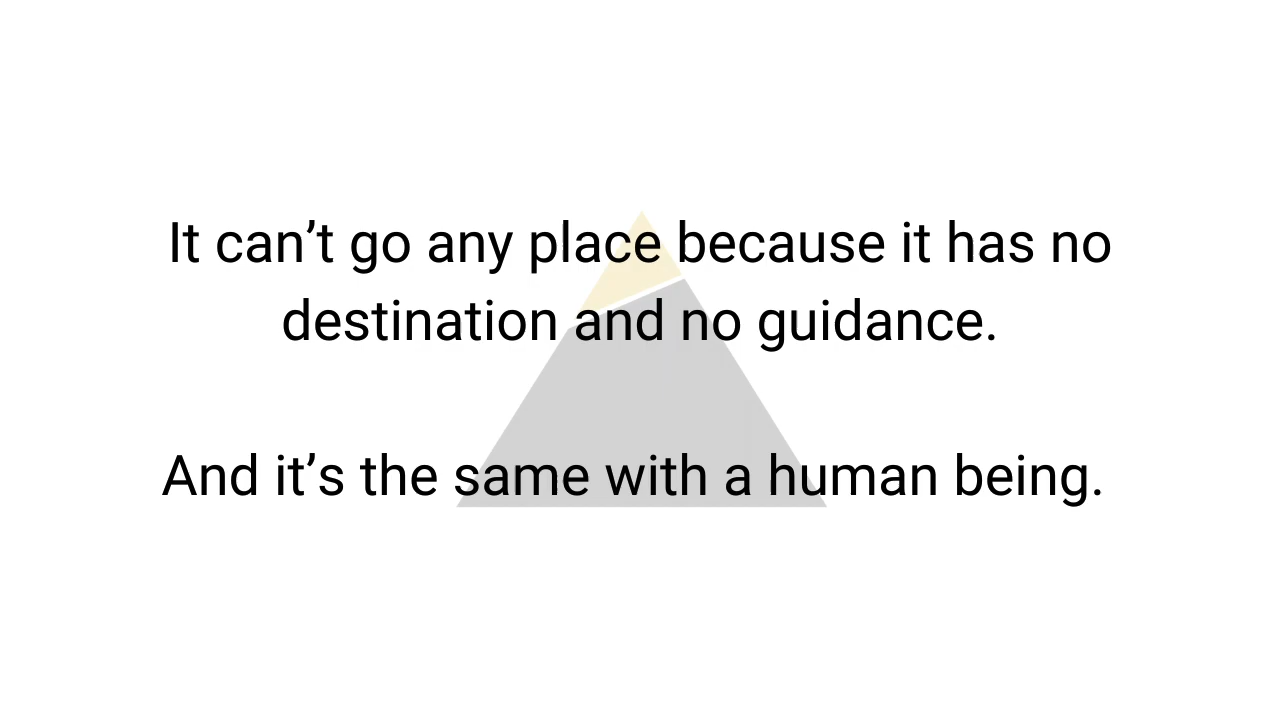 It can’t go any place because it has no
destination and no guidance.
And it’s the same with a human being.